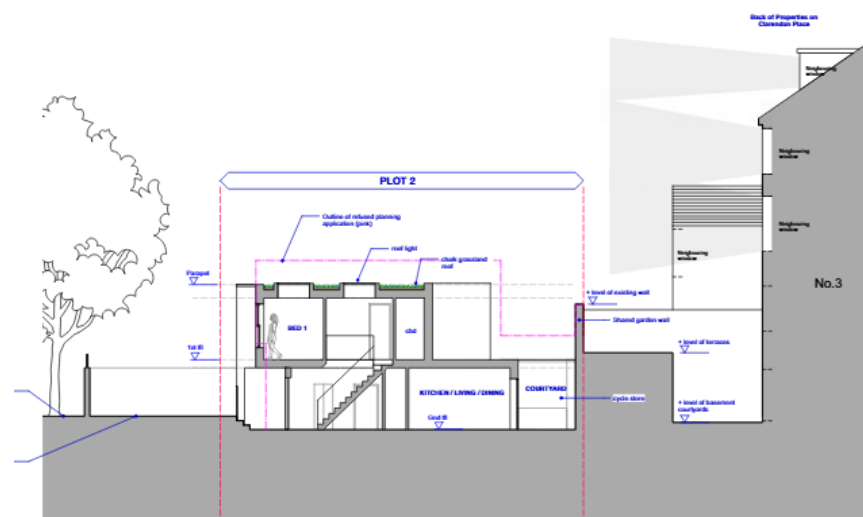 Back of Properties on
Clarendon Place
Neighbouring
window
Neighbouring
window
PLOT 2
Neighbouring
window
Outline of refused planning
application (pink)
roof light
chalk grassland
roof
Neighbouring
window
Parapet
No.3
+ level of existing wall
BED 1
cbd
Shared garden wall
1st ffl
+ level of terraces
KITCHEN / LIVING / DINING
COURTYARD
cycle store
+ level of basement
courtyards
Gnd ffl